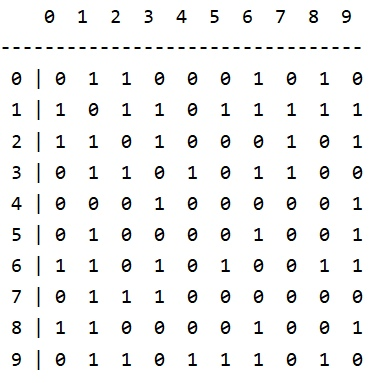 0 1 2 3 4 5 6 7 8 9
---------------------------------
0 | 0 1 1 0 0 0 1 0 1 0
1 | 1 0 1 1 0 1 1 1 1 1
2 | 1 1 0 1 0 0 0 1 0 1
3 | 0 1 1 0 1 0 1 1 0 0
4 | 0 0 0 1 0 0 0 0 0 1
5 | 0 1 0 0 0 0 1 0 0 1
6 | 1 1 0 1 0 1 0 0 1 1
7 | 0 1 1 1 0 0 0 0 0 0
8 | 1 1 0 0 0 0 1 0 0 1
9 | 0 1 1 0 1 1 1 0 1 0